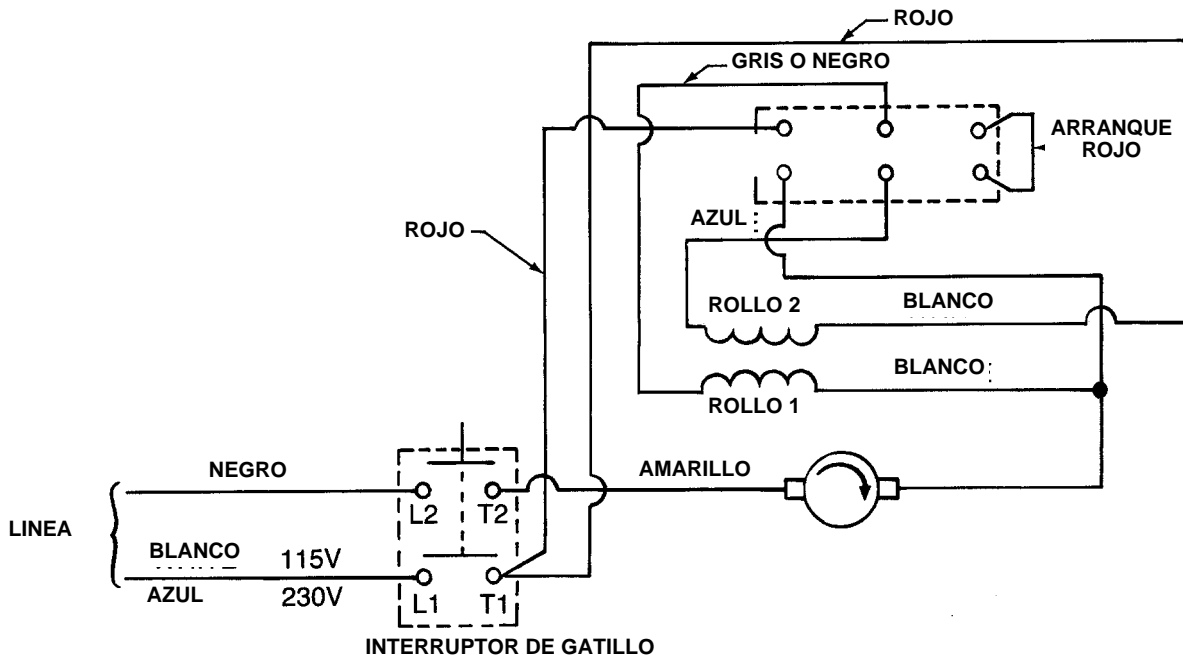 ROJO
GRIS O NEGRO
ARRANQUE
ROJO
AZUL
ROJO
ROLLO 2
BLANCO
BLANCO
ROLLO 1
NEGRO
AMARILLO
L2 T2
LINEA
BLANCO 115V
AZUL 230V
L1 T1
INTERRUPTOR DE GATILLO